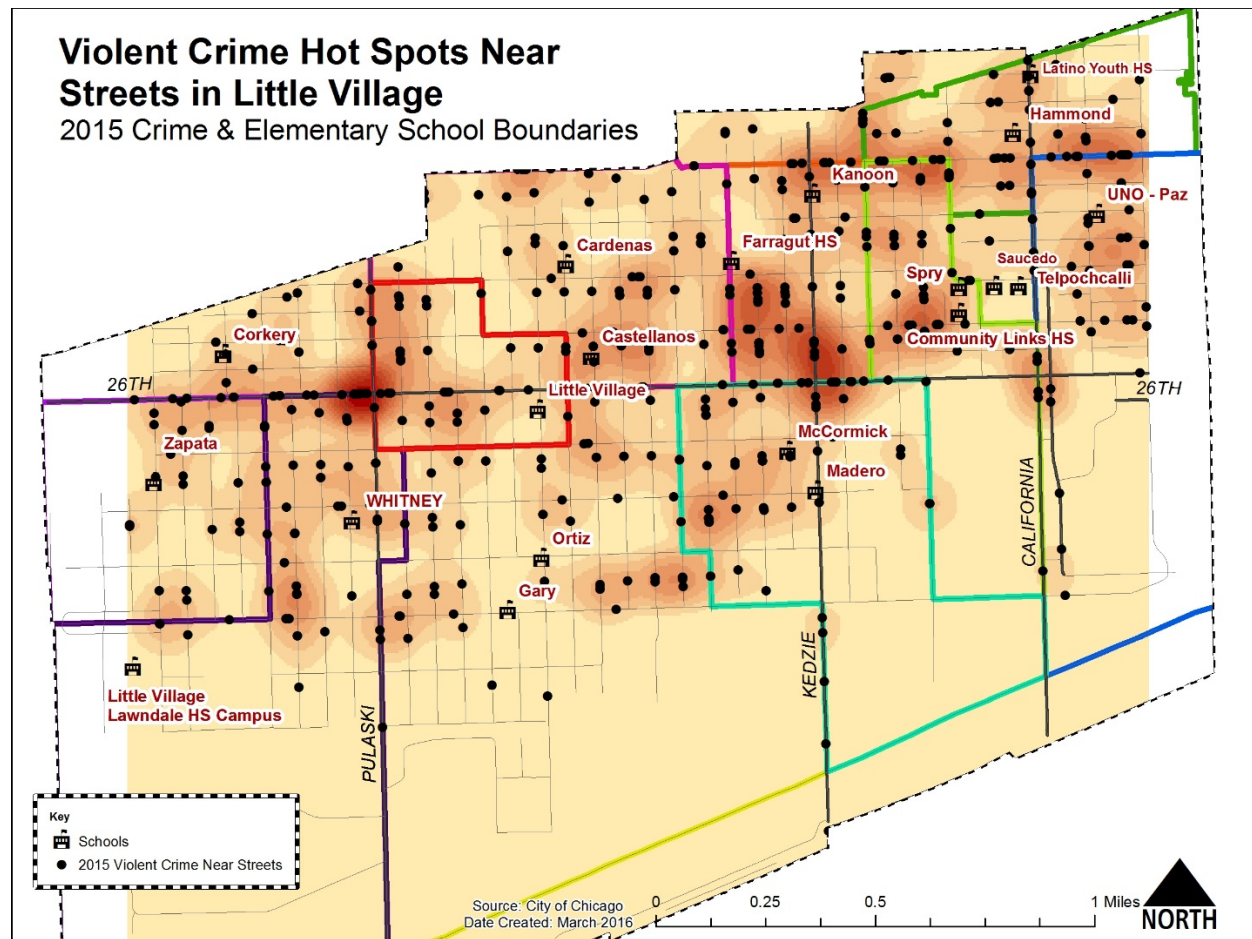 Violent Crime Hot Spots Near
Streets in Little Village
2015 Crime & Elementary School Boundaries
Latino Youth HS
Hammond
Kanoon
UNO - Paz
Cardenas
Farragut HS
Spry
Saucedo
Telpochcalli
Corkery
Castellanos
Community Links HS
26TH
Little Village
26TH
Zapata
McCormick
Madero
WHITNEY
Ortiz
CALIFORNIA
Gary
KEDZIE
Little Village
Lawndale HS Campus
PULASKI
Key
Schools
2015 Violent Crime Near Streets
Source: City of Chicago
Date Created: March 2016
0 0.25 0.5 1 Miles
NORTH